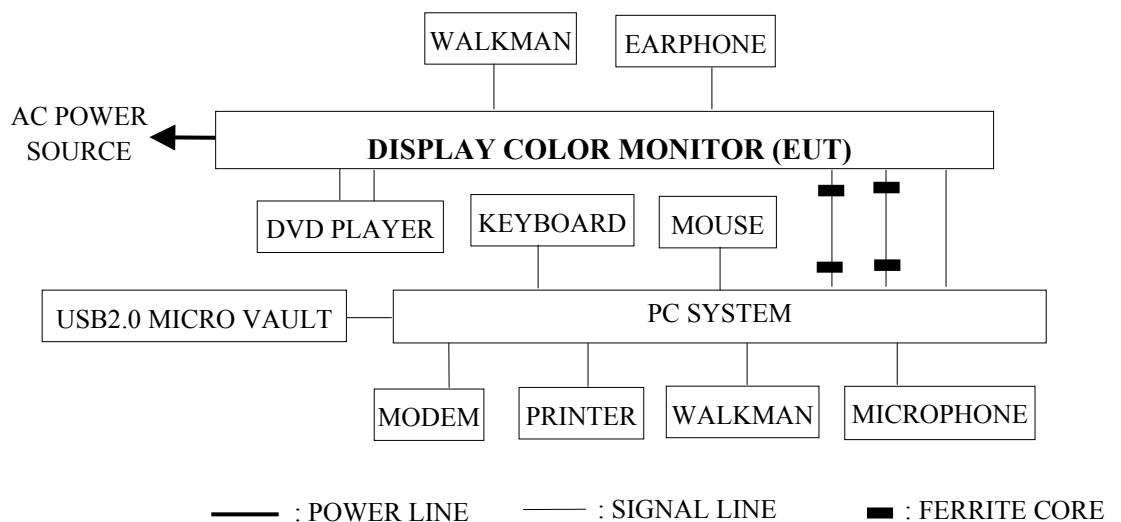 WALKMAN
EARPHONE
AC POWER
SOURCE
DISPLAY COLOR MONITOR (EUT)
DVD PLAYER
KEYBOARD
MOUSE
USB2.0 MICRO VAULT
PC SYSTEM
MODEM
PRINTER
WALKMAN
MICROPHONE
: POWER LINE
: SIGNAL LINE
: FERRITE CORE